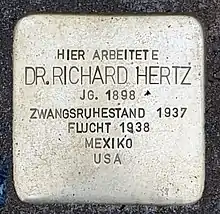 HIER ARBEITETE
DR. RICHARD HERTZ
JG. 1898
ZWANGSRUHESTAND 1937
FLUCHT 1938
MEXIKO
USA